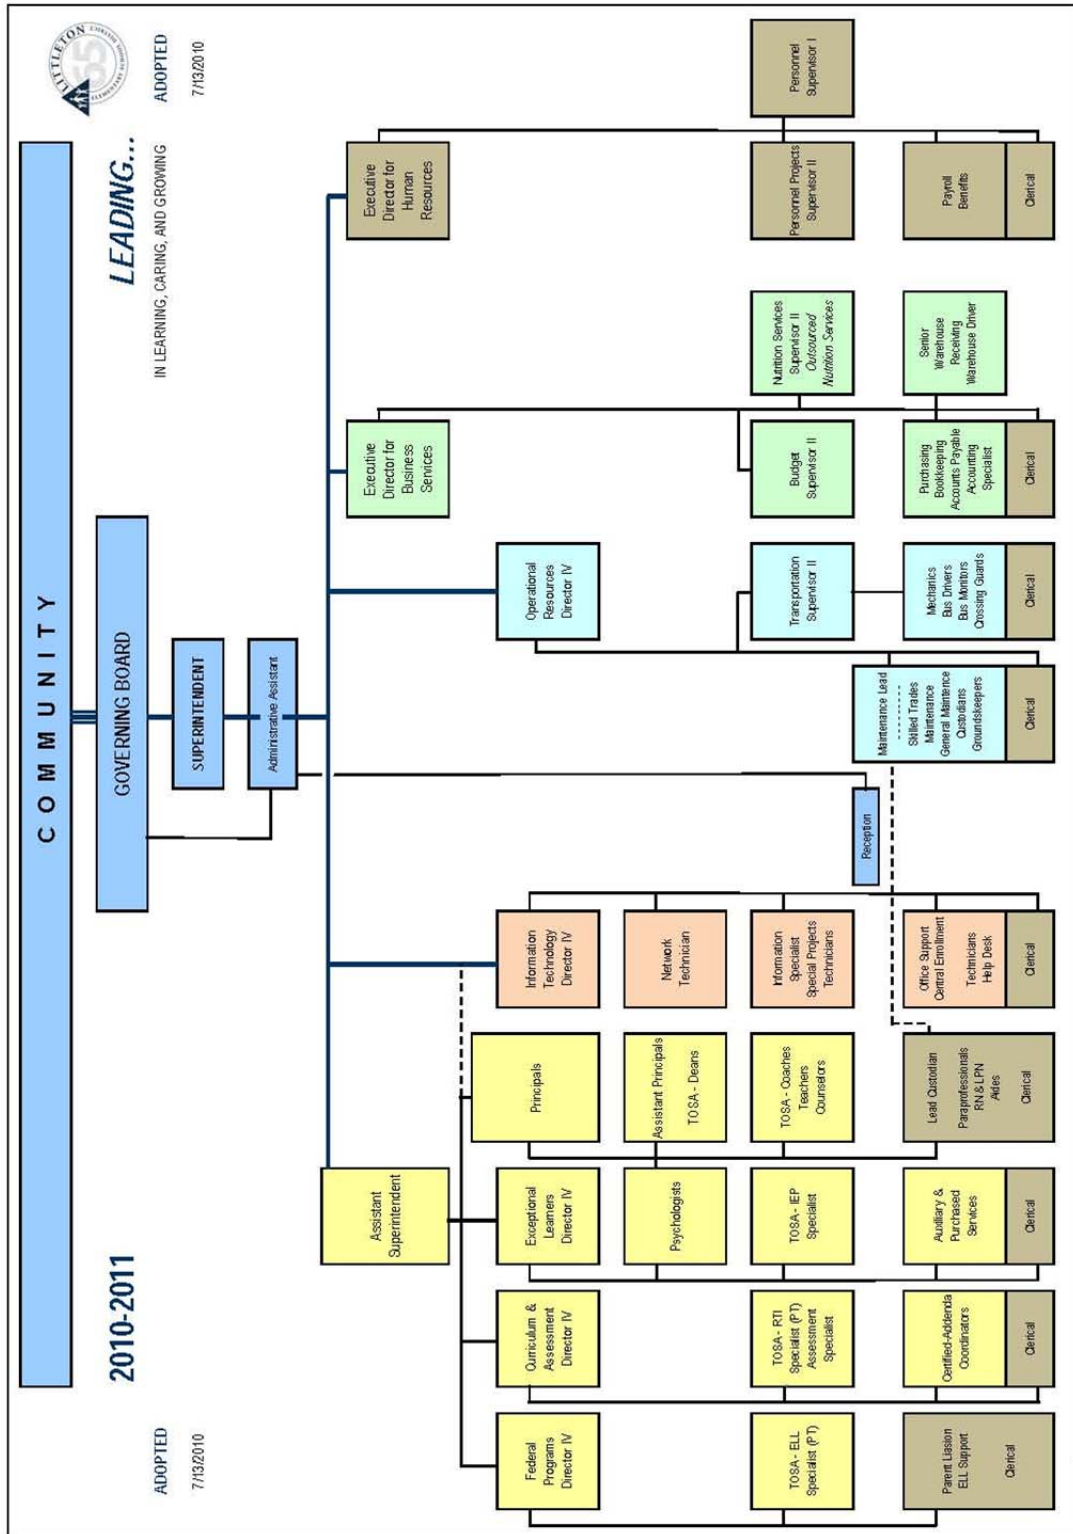 LITTLETON
65
COMMUNITY
2010-2011
GOVERNING BOARD
LEADING...
IN LEARNING, CARING, AND GROWING
ADOPTED
7/13/2010
ADOPTED
7/13/2010
SUPERINTENDENT
Administrative Assistant
Assistant
Superintendent
Executive
Director for
Business
Services
Executive
Director for
Human
Resources
Federal
Programs
Director IV
Curriculum &
Assessment
Director IV
Exceptional
Learners
Director IV
Principals
Information
Technology
Director IV
Operational
Resources
Director IV
Psychologists
Assistant Principals
TOSA - Deans
Network
Technician
TOSA - ELL
Specialist (PT)
TOSA - RTI
Specialist (PT)
Assessment
Specialist
TOSA - IEP
Specialist
TOSA - Coaches
Teachers
Counselors
Information
Specialist
Special Projects
Technicians
Transportation
Supervisor II
Budget
Supervisor II
Nutrition Services
Supervisor II
Outsourced
Nutrition Services
Personnel Projects
Supervisor II
Personnel
Supervisor I
Reception
Parent Liasion
ELL Support
Clerical
Certified-Addenda
Coordinators
Clerical
Auxiliary &
Purchased
Services
Clerical
Lead Custodian
Paraprofessionals
RN & LPN
Aides
Clerical
Office Support
Central Enrollment
Technicians
Help Desk
Clerical
Maintenance Lead
--------
Skilled Trades
Maintenance
General Maintence
Custodians
Groundskeepers
Clerical
Mechanics
Bus Drivers
Bus Monitors
Crossing Guards
Clerical
Purchasing
Bookkeeping
Accounts Payable
Accounting
Specialist
Clerical
Senior
Warehouse
Receiving
Warehouse Driver
Payroll
Benefits
Clerical